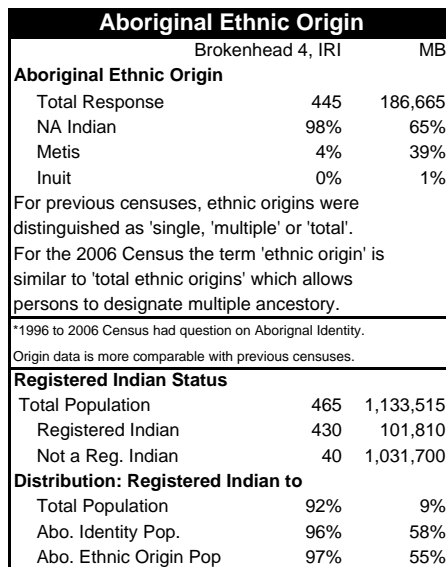 Aboriginal Ethnic Origin
Brokenhead 4, IRI MB
Aboriginal Ethnic Origin
Total Response 445 186,665
NA Indian 98% 65%
Metis 4% 39%
Inuit 0% 1%
For previous censuses, ethnic origins were
distinguished as 'single, 'multiple' or 'total'.
For the 2006 Census the term 'ethnic origin' is
similar to 'total ethnic origins' which allows
persons to designate multiple ancestory.
*1996 to 2006 Census had question on Aborignal Identity.
Origin data is more comparable with previous censuses.
Registered Indian Status
Total Population 465 1,133,515
Registered Indian 430 101,810
Not a Reg. Indian 40 1,031,700
Distribution: Registered Indian to
Total Population 92% 9%
Abo. Identity Pop. 96% 58%
Abo. Ethnic Origin Pop 97% 55%